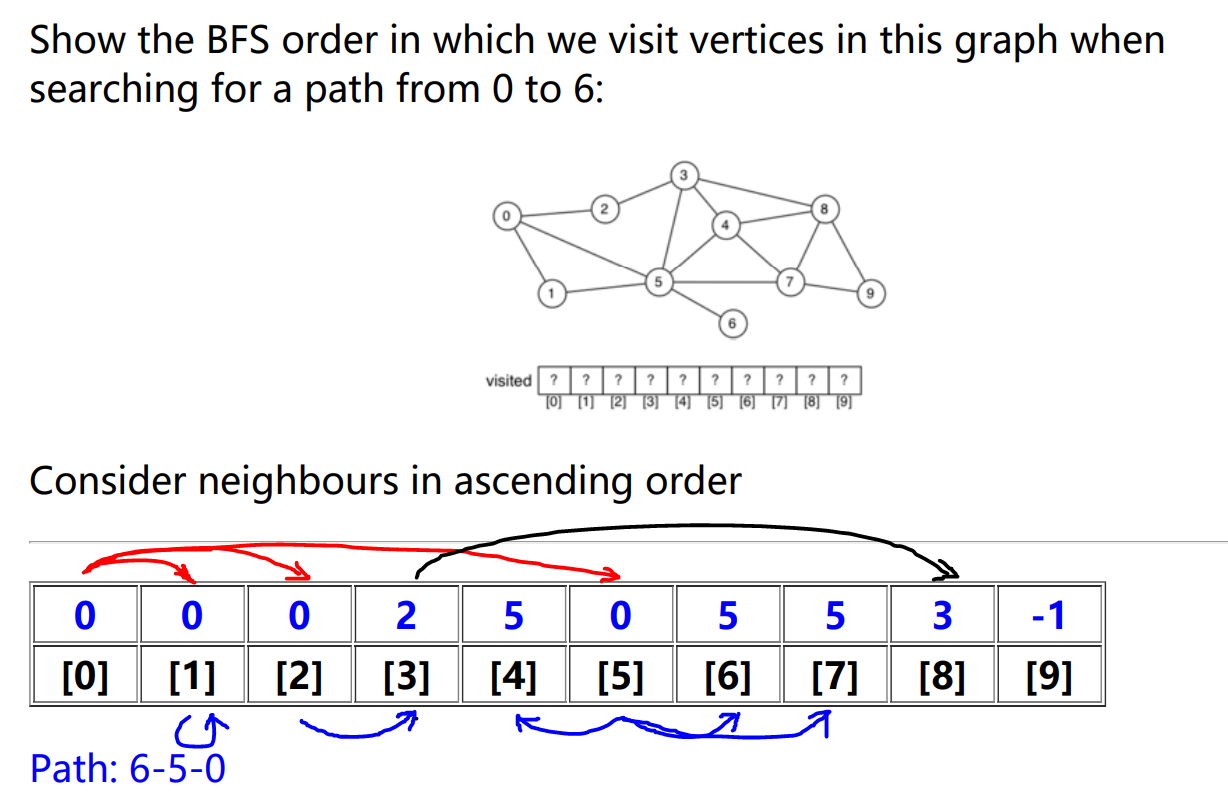 Show the BFS order in which we visit vertices in this graph when
searching for a path from 0 to 6:
3
0 2 8
4
5 7
1 9
6
visited ? ? ? ? ? ? ? ? ? ?
[0] [1] [2] [3] [4] [5] [6] [7] [8] [9]
Consider neighbours in ascending order
0 0 0 2 5 0 5 5 3 -1
[0] [1] [2] [3] [4] [5] [6] [7] [8] [9]
Path: 6-5-0